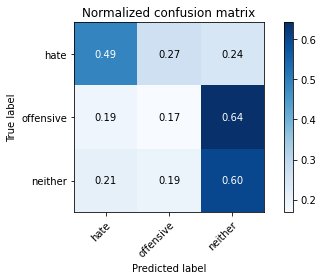 Normalized confusion matrix
True label
hate 0.49 0.27 0.24
offensive 0.19 0.17 0.64
neither 0.21 0.19 0.60
hate offensive neither
Predicted label
0.6
0.5
0.4
0.3
0.2